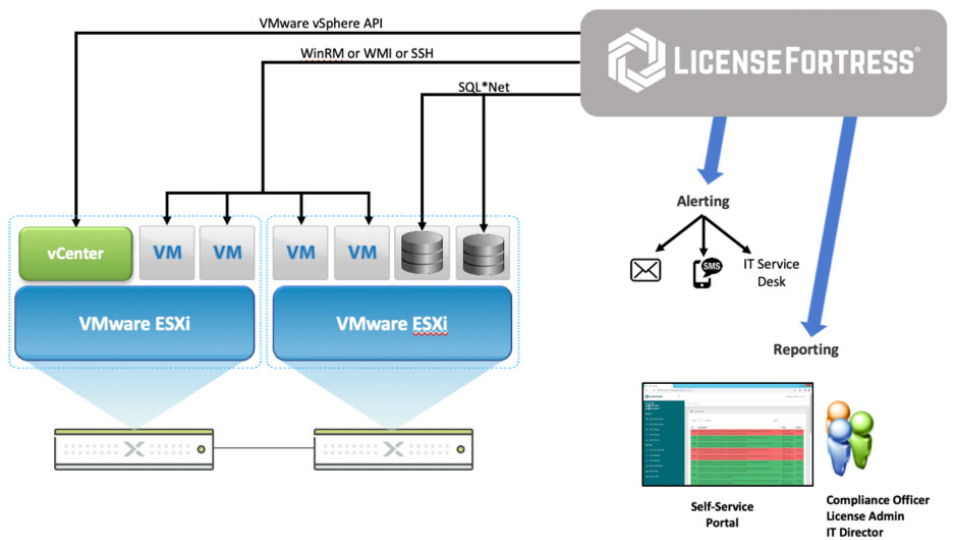 VMware vSphere API
WinRM or WMI or SSH
SQL*Net
LICENSEFORTRESS®
vCenter
VM
VM
VM
VM
VMware ESXi
VMware ESXi
Alerting
SMS
IT Service
Desk
Reporting
Self-Service
Portal
Compliance Officer
License Admin
IT Director